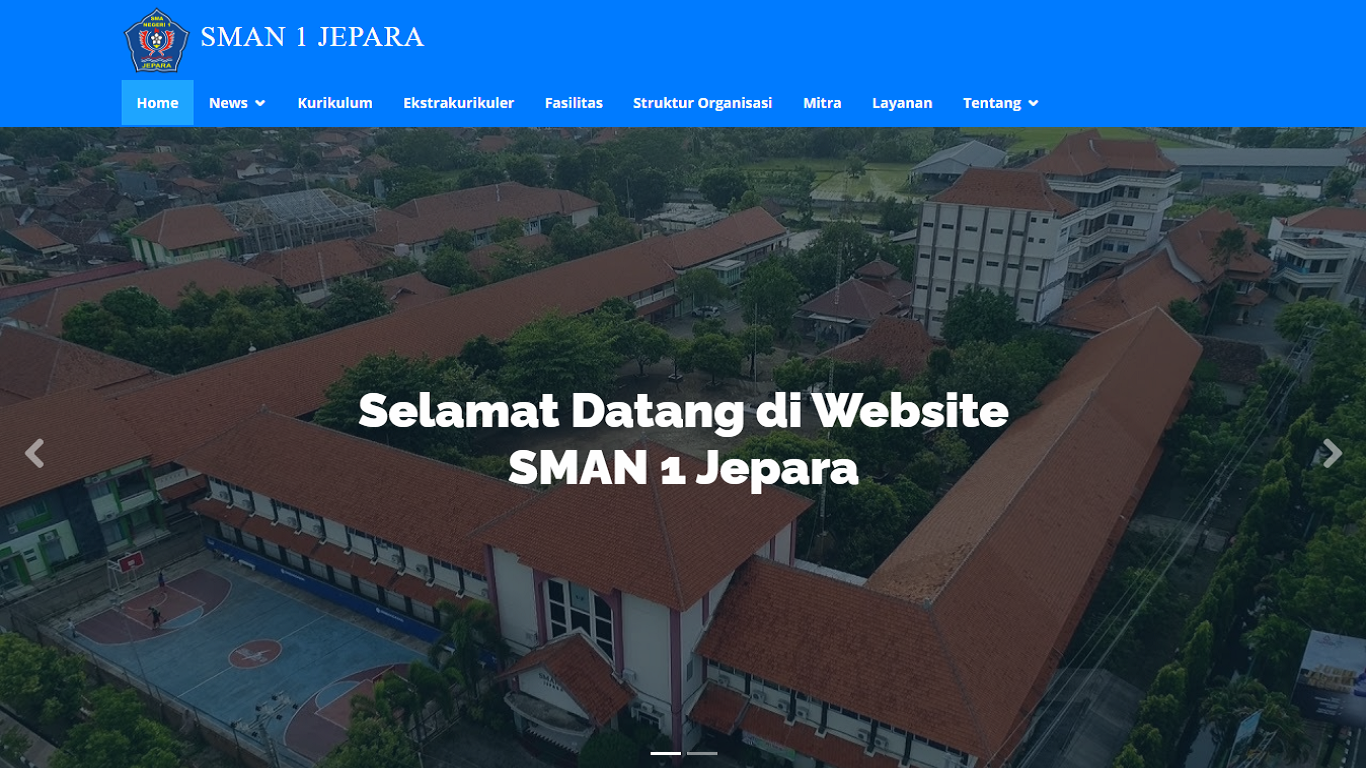 SMA
NEGERI 1
JEPARA
SMAN 1 JEPARA
Home
News
Kurikulum
Ekstrakurikuler
Fasilitas
Struktur Organisasi
Mitra
Layanan
Tentang
Selamat Datang di Website
SMAN 1 Jepara